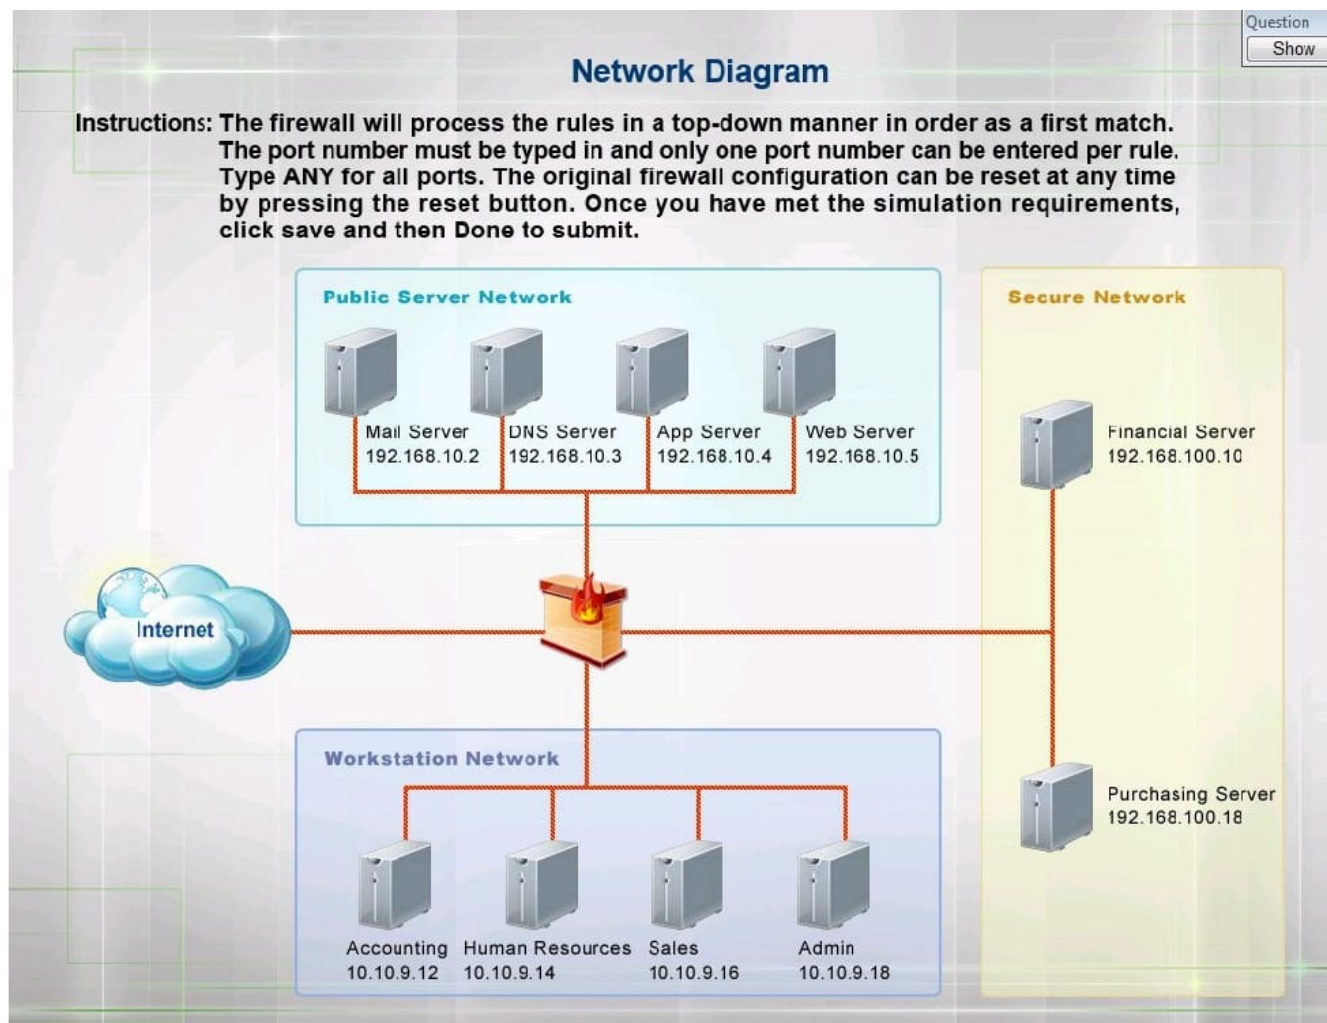 Question
Show
Network Diagram
Instructions: The firewall will process the rules in a top-down manner in order as a first match.
The port number must be typed in and only one port number can be entered per rule.
Type ANY for all ports. The original firewall configuration can be reset at any time
by pressing the reset button. Once you have met the simulation requirements,
click save and then Done to submit.
Public Server Network
Mail Server
192.168.10.2
DNS Server
192.168.10.3
App Server
192.168.10.4
Web Server
192.168.10.5
Secure Network
Financial Server
192.168.100.10
Internet
Purchasing Server
192.168.100.18
Workstation Network
Accounting
10.10.9.12
Human Resources
10.10.9.14
Sales
10.10.9.16
Admin
10.10.9.18